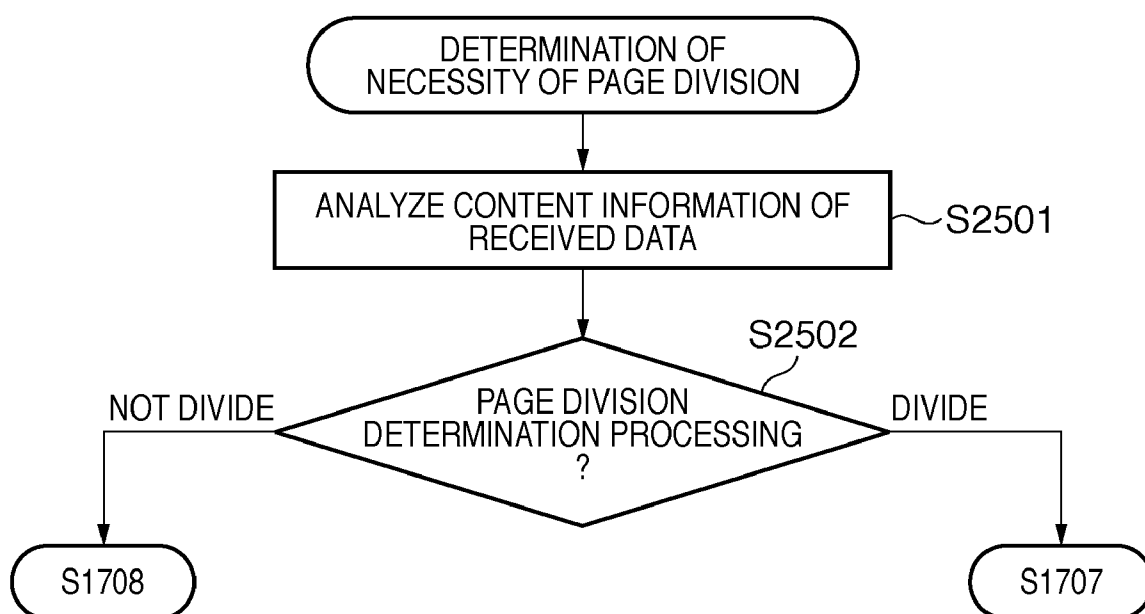 DETERMINATION OF
NECESSITY OF PAGE DIVISION
ANALYZE CONTENT INFORMATION OF
RECEIVED DATA
S2501
S2502
NOT DIVIDE
PAGE DIVISION
DETERMINATION PROCESSING
?
DIVIDE
S1708
S1707